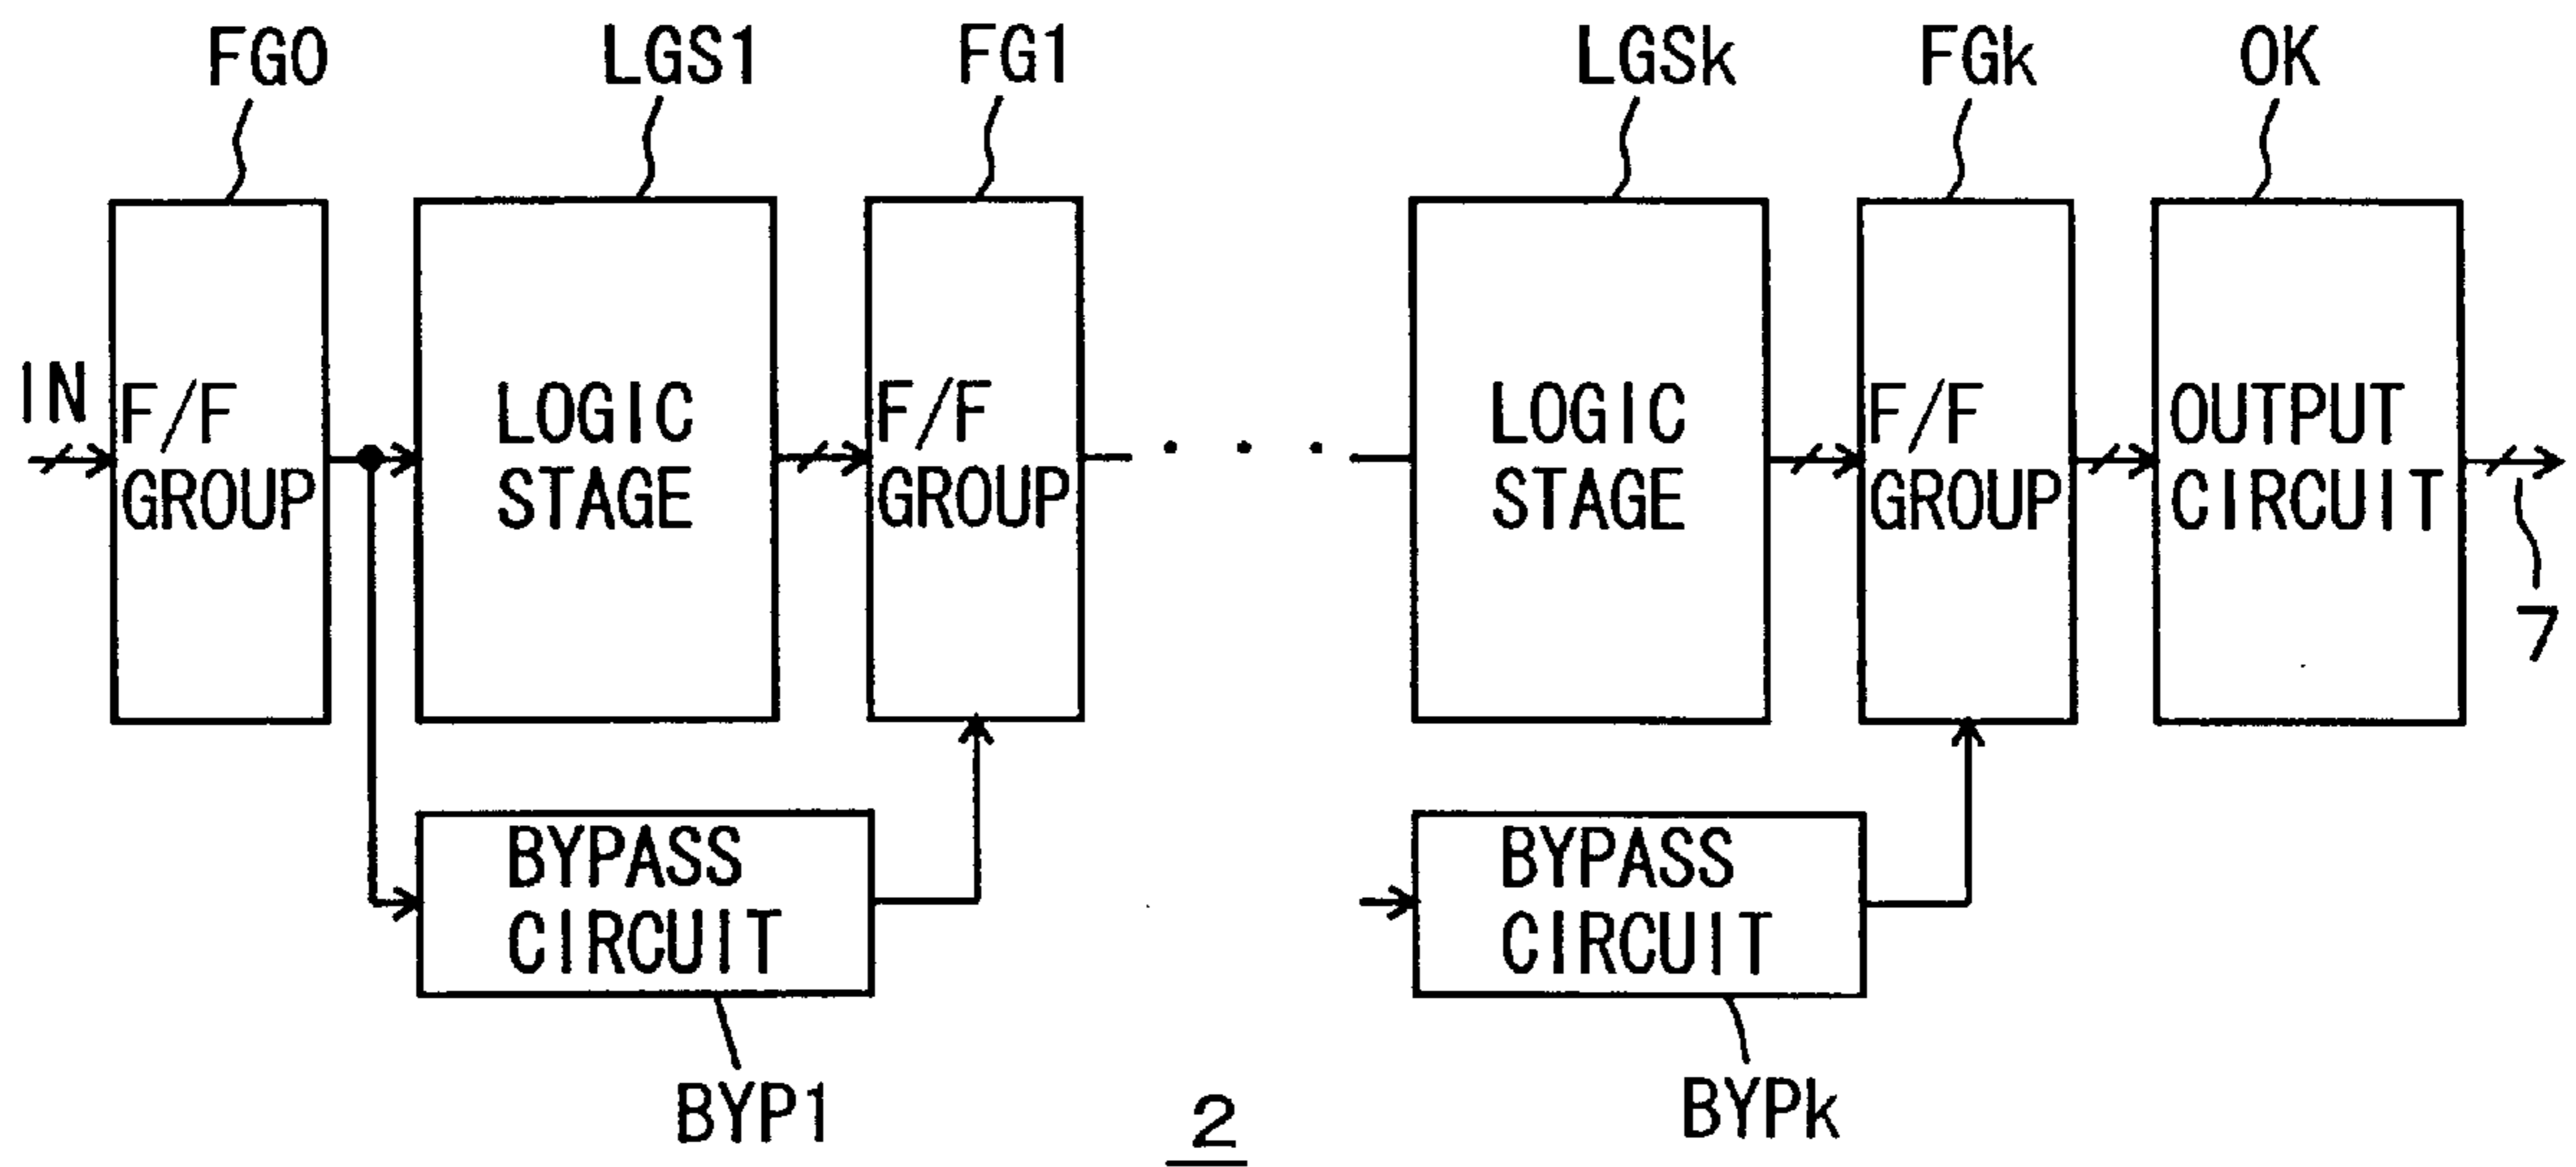 FG0
LGS1
FG1
LGSk
FGk
OK
IN
F/F
GROUP
LOGIC
STAGE
F/F
GROUP
LOGIC
STAGE
F/F
GROUP
OUTPUT
CIRCUIT
7
BYPASS
CIRCUIT
BYPASS
CIRCUIT
BYP1
BYPk
2